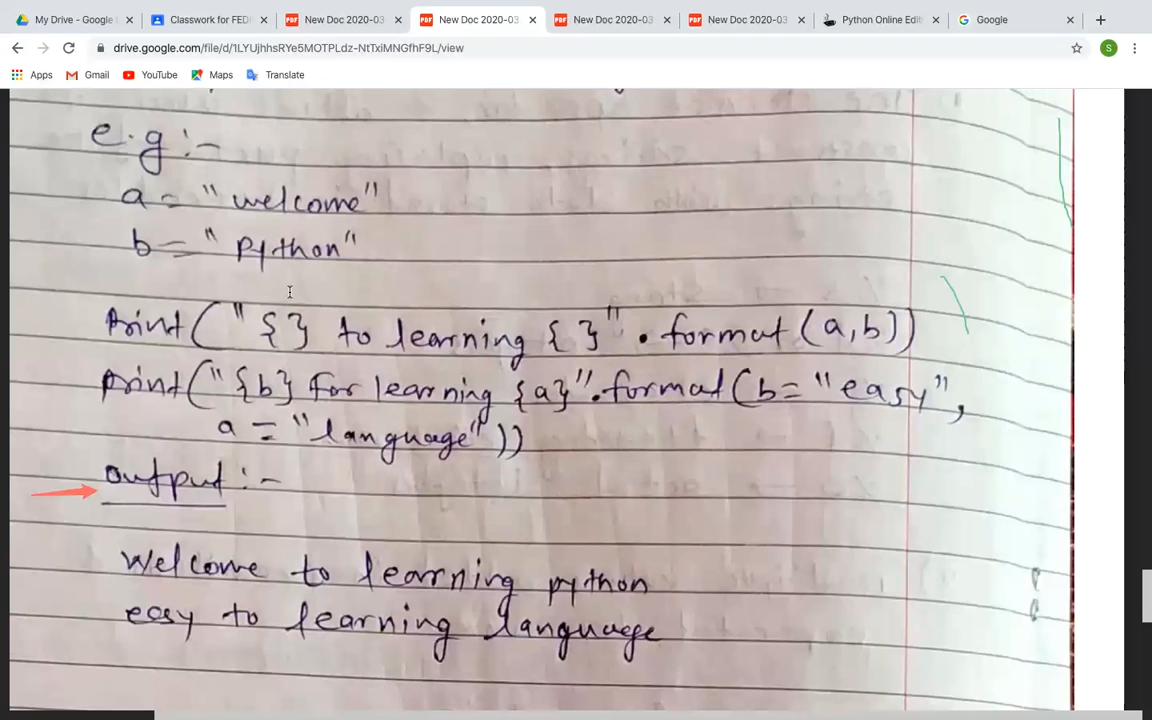 My Drive - Google
Classwork for FED
New Doc 2020-03
New Doc 2020-03
New Doc 2020-03
New Doc 2020-03
Python Online Edit
Google
drive.google.com/file/d/1LYUjhhsRYe5MOTPLdz-NtTxiMNGfhF9L/view
S
Apps
Gmail
YouTube
Maps
Translate
e.g:-
a = "welcome"
b = "python"
Print("{} to learning {}".format(a,b))
Print("{b} for learning {a}".format(b="easy",
a = "language"))
output:-
Welcome to learning python
easy to learning language